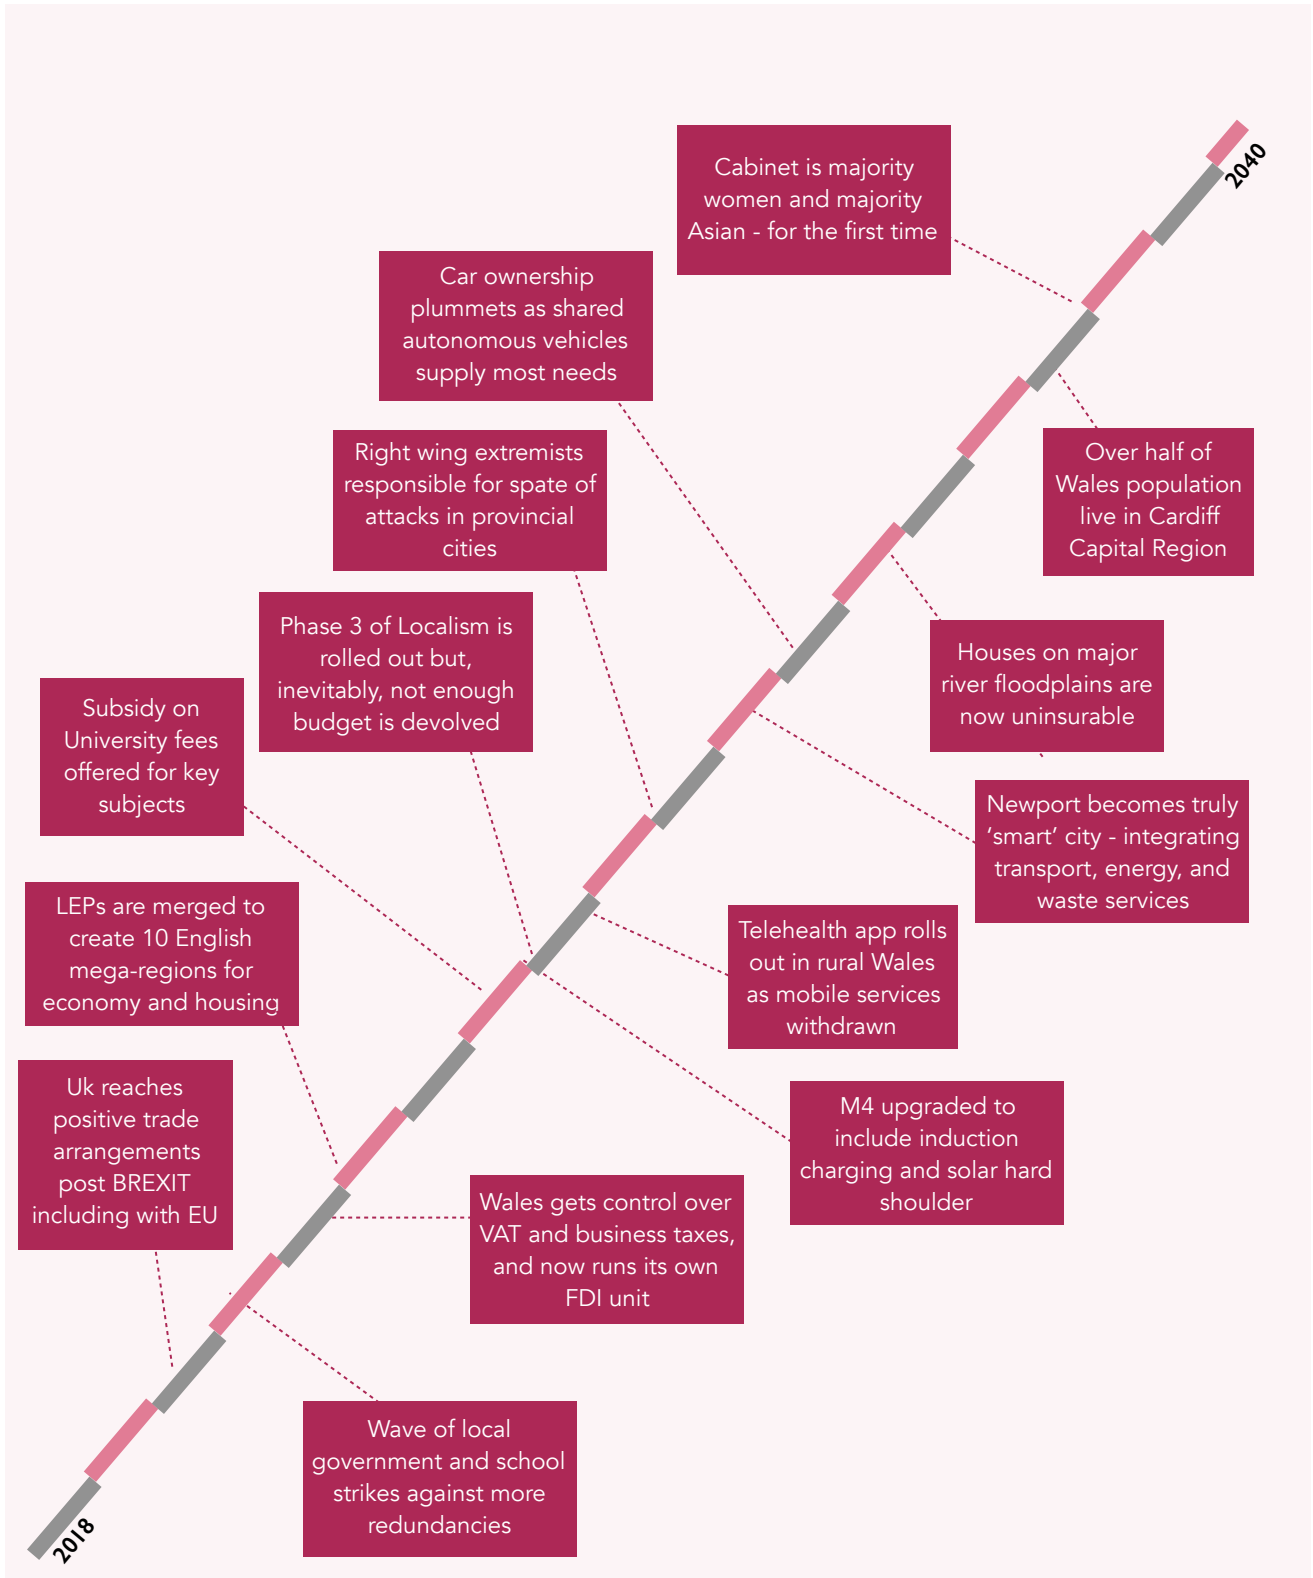 2040
Cabinet is majority
women and majority
Asian - for the first time
Car ownership
plummets as shared
autonomous vehicles
supply most needs
Right wing extremists
responsible for spate of
attacks in provincial
cities
Over half of
Wales population
live in Cardiff
Capital Region
Phase 3 of Localism is
rolled out but,
inevitably, not enough
budget is devolved
Houses on major
river floodplains are
now uninsurable
Subsidy on
University fees
offered for key
subjects
Newport becomes truly
‘smart’ city - integrating
transport, energy, and
waste services
LEPs are merged to
create 10 English
mega-regions for
economy and housing
Telehealth app rolls
out in rural Wales
as mobile services
withdrawn
Uk reaches
positive trade
arrangements
post BREXIT
including with EU
M4 upgraded to
include induction
charging and solar hard
shoulder
Wales gets control over
VAT and business taxes,
and now runs its own
FDI unit
Wave of local
government and school
strikes against more
redundancies
2018